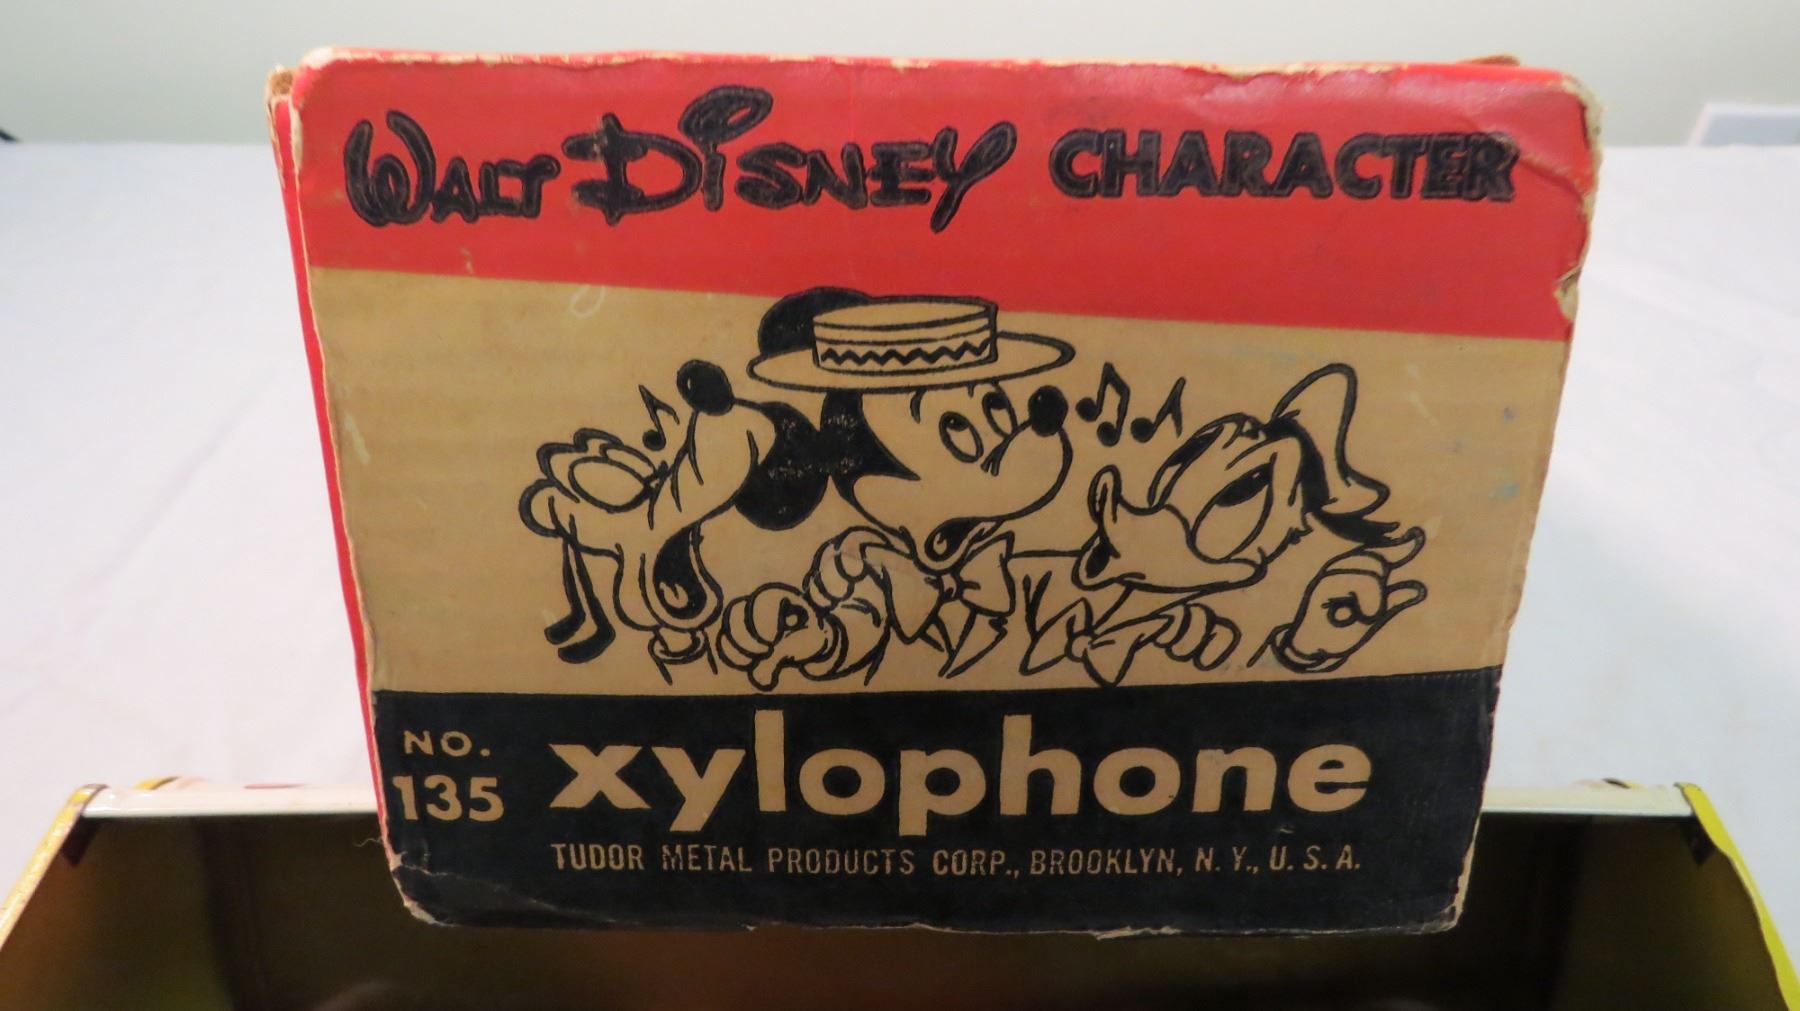 WALT DISNEY CHARACTER
NO. 135 xylophone
TUDOR METAL PRODUCTS CORP., BROOKLYN, N. Y., U. S. A.